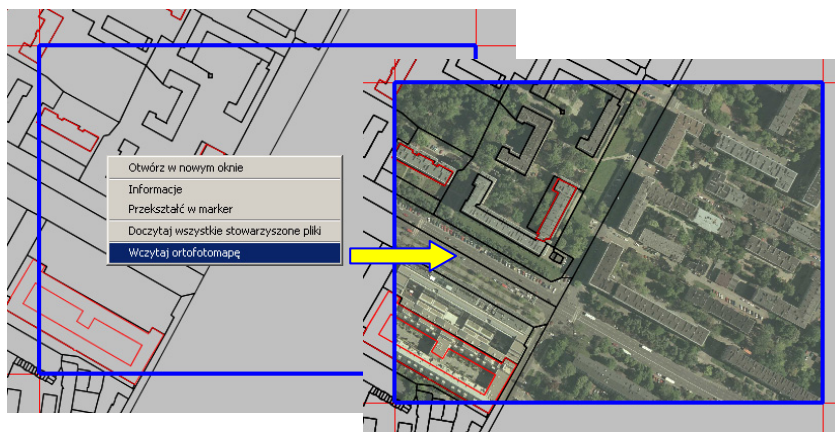 Otwórz w nowym oknie
Informacje
Przekształć w marker
Doczytaj wszystkie stowarzyszone pliki
Wczytaj ortofotomapę